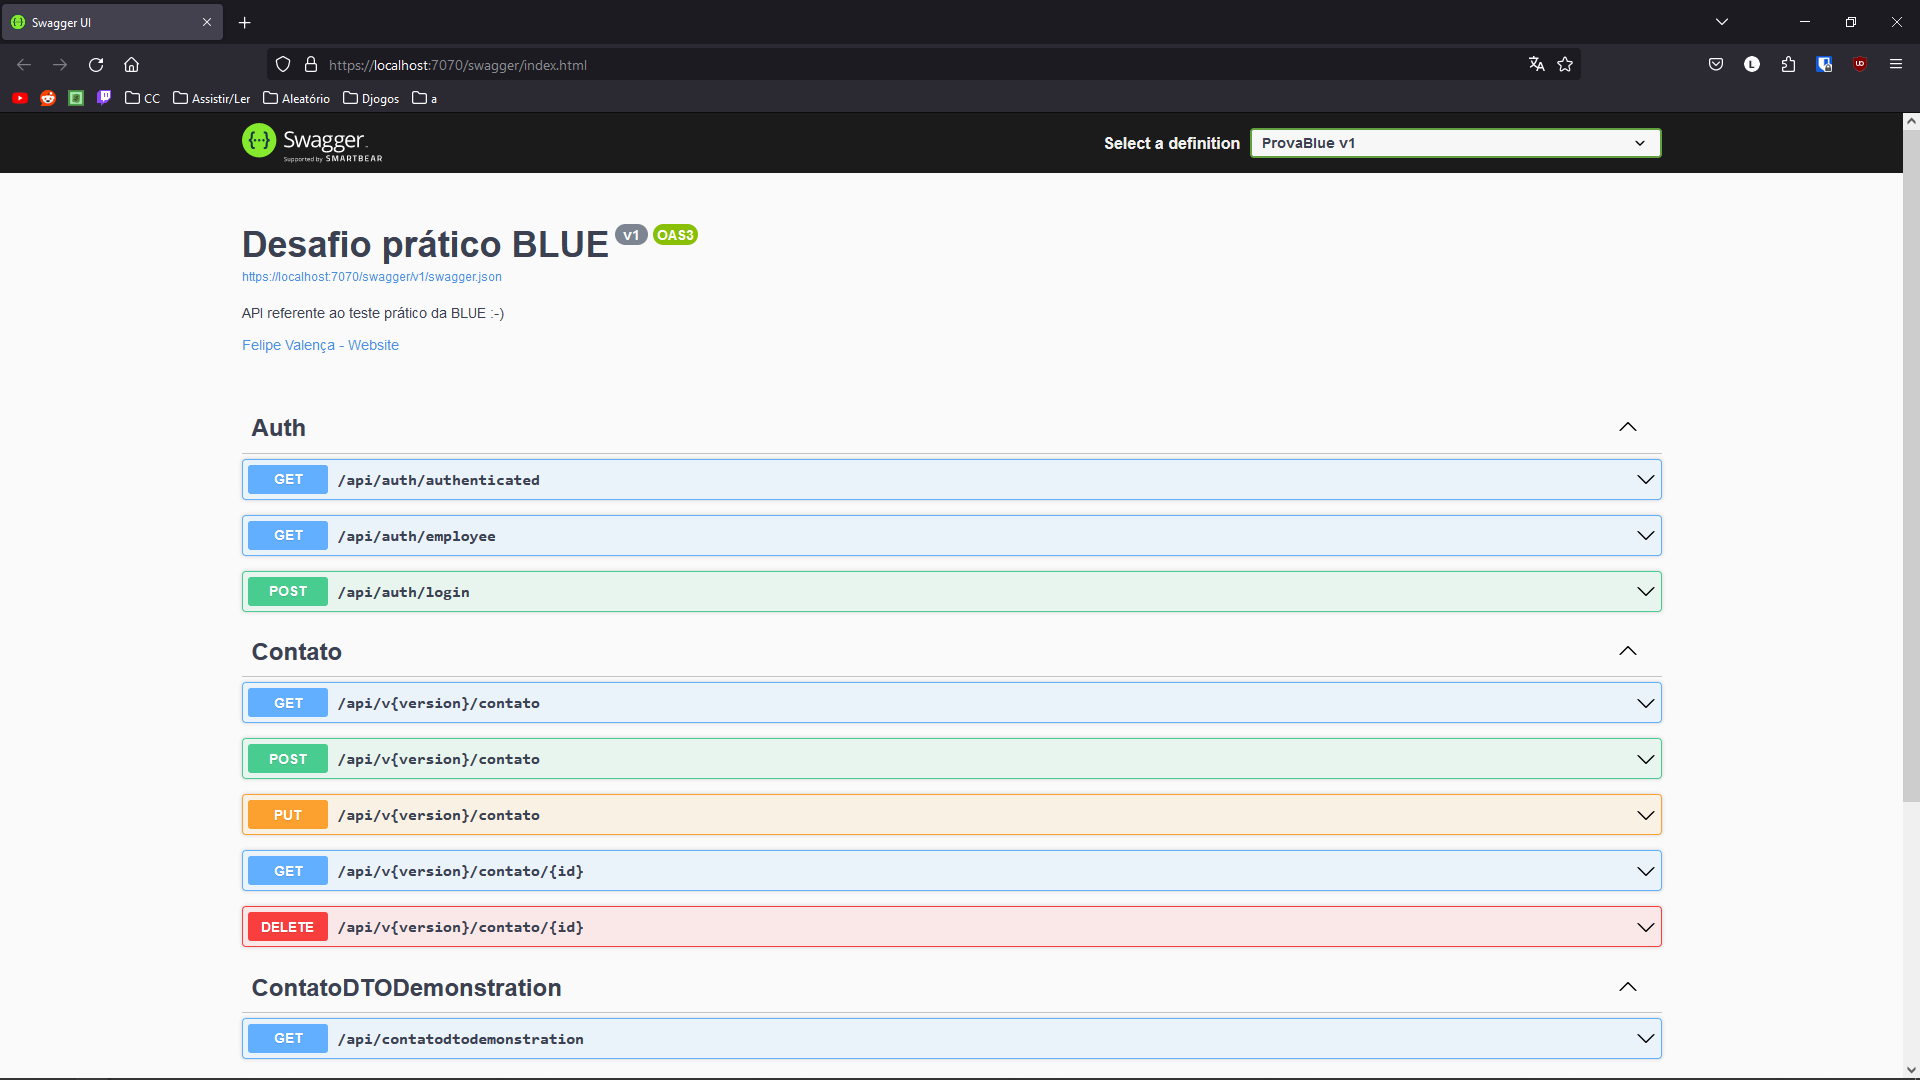 Swagger UI
https://localhost:7070/swagger/index.html
L
UD
CC
Assistir/Ler
Aleatório
Djogos
a
{···} Swagger
Supported by SMARTBEAR
Select a definition
ProvaBlue v1
Desafio prático BLUE v1 OAS3
https://localhost:7070/swagger/v1/swagger.json
API referente ao teste prático da BLUE :-)
Felipe Valença - Website
Auth
GET /api/auth/authenticated
GET /api/auth/employee
POST /api/auth/login
Contato
GET /api/v{version}/contato
POST /api/v{version}/contato
PUT /api/v{version}/contato
GET /api/v{version}/contato/{id}
DELETE /api/v{version}/contato/{id}
ContatoDTODemonstration
GET /api/contatodtodemonstration